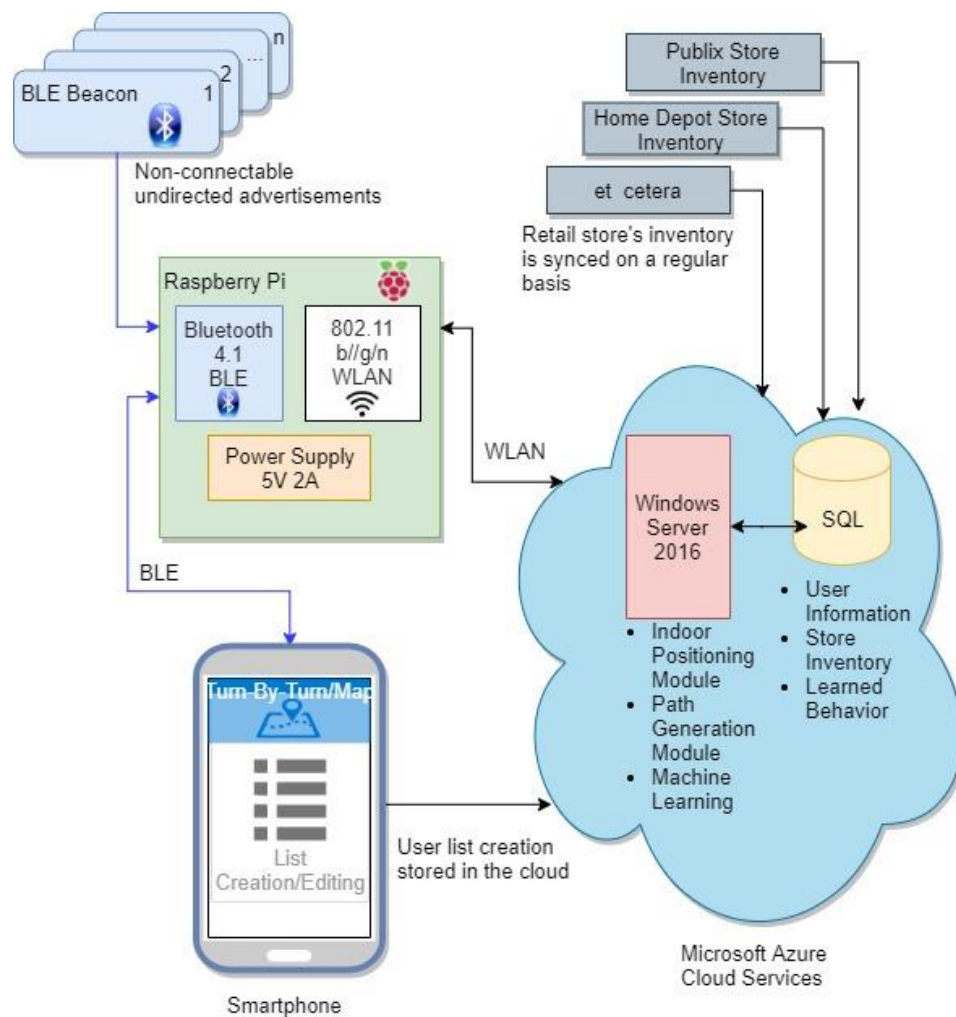 n
...
2
BLE Beacon 1
Non-connectable
undirected advertisements
Publix Store
Inventory
Home Depot Store
Inventory
et cetera
Retail store's inventory
is synced on a regular
basis
Raspberry Pi
Bluetooth
4.1
BLE
802.11
b//g/n
WLAN
Power Supply
5V 2A
WLAN
BLE
Windows
Server
2016
SQL
• Indoor
Positioning
Module
• Path
Generation
Module
• Machine
Learning
• User
Information
• Store
Inventory
• Learned
Behavior
Turn-By-Turn/Map
List
Creation/Editing
User list creation
stored in the cloud
Microsoft Azure
Cloud Services
Smartphone